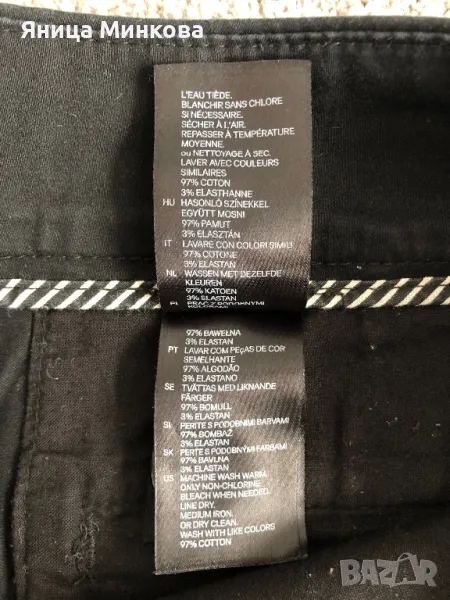 Яница Минкова
L'EAU TIÈDE.
BLANCHIR SANS CHLORE
SI NÉCESSAIRE.
SÉCHER À L'AIR.
REPASSER À TEMPÉRATURE
MOYENNE.
OU NETTOYAGE À SEC.
LAVER AVEC COULEURS
SIMILAIRES
97% COTON
3% ELASTHANNE
HU HASONLÓ SZÍNEKKEL
EGYÜTT MOSNI
97% PAMUT
3% ELASZTÁN
IT LAVARE CON COLORI SIMILI
97% COTONE
3% ELASTAN
NL WASSEN MET DEZELFDE
KLEUREN
97% KATOEN
3% ELASTAN
PL PRAĆ Z PODOBNYMI
97% BAWEŁNA
3% ELASTAN
PT LAVAR COM PEÇAS DE COR
SEMELHANTE
97% ALGODÃO
3% ELASTANO
SE TVÄTTAS MED LIKNANDE
FÄRGER
97% BOMULL
3% ELASTAN
SI PERITE S PODOBNIMI BARVAMI
97% BOMBAŽ
3% ELASTAN
SK PERTE S PODOBNÝMI FARBAMI
97% BAVLNA
3% ELASTAN
US MACHINE WASH WARM.
ONLY NON-CHLORINE
BLEACH WHEN NEEDED.
LINE DRY.
MEDIUM IRON.
OR DRY CLEAN.
WASH WITH LIKE COLORS
97% COTTON
BAZAR